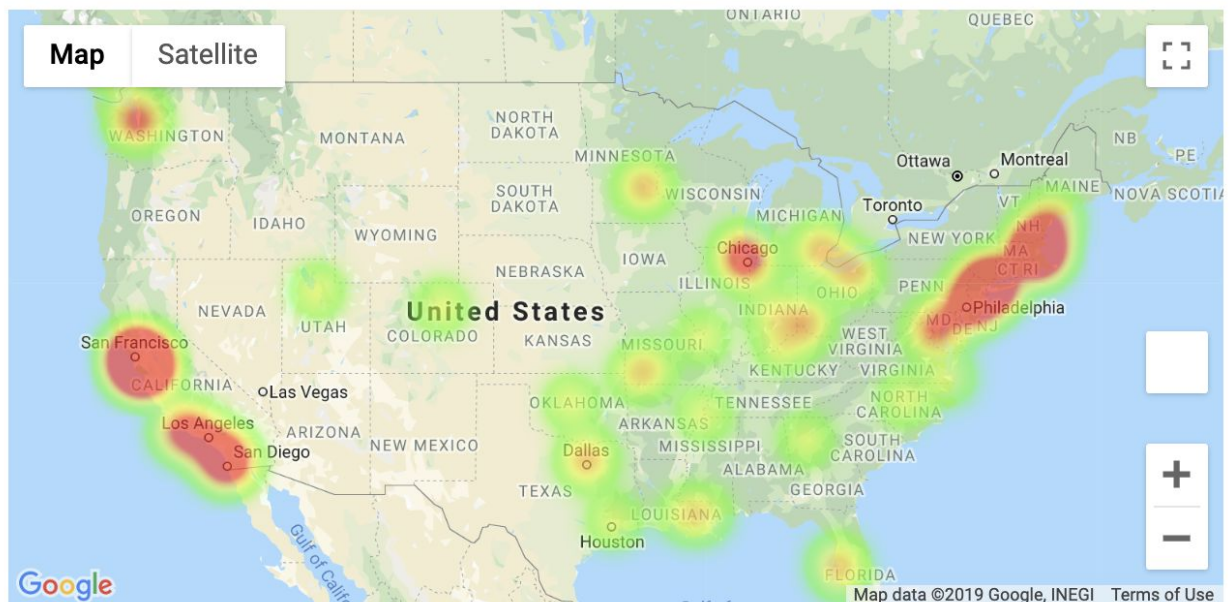 Map
Satellite
ONTARIO
QUEBEC
WASHINGTON
MONTANA
NORTH
DAKOTA
MINNESOTA
Ottawa
Montreal
NB
PE
SOUTH
DAKOTA
WISCONSIN
MICHIGAN
Toronto
VT
MAINE
NOVA SCOTIA
OREGON
IDAHO
WYOMING
NH
NEW YORK
MA
CT RI
Chicago
IOWA
NEBRASKA
ILLINOIS
INDIANA
OHIO
PENN
NEVADA
UTAH
United States
COLORADO
KANSAS
MISSOURI
WEST
VIRGINIA
MD
DE NJ
Philadelphia
San Francisco
CALIFORNIA
Las Vegas
KENTUCKY
VIRGINIA
OKLAHOMA
TENNESSEE
NORTH
CAROLINA
Los Angeles
ARIZONA
NEW MEXICO
ARKANSAS
MISSISSIPPI
SOUTH
CAROLINA
San Diego
Dallas
ALABAMA
TEXAS
GEORGIA
LOUISIANA
Houston
FLORIDA
Gulf of Calif
Google
Map data ©2019 Google, INEGI
Terms of Use